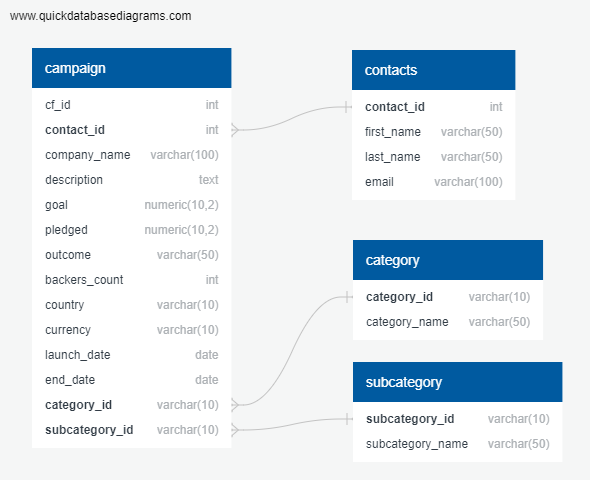 www.quickdatabasediagrams.com
campaign
cf_id int
contact_id int
company_name varchar(100)
description text
goal numeric(10,2)
pledged numeric(10,2)
outcome varchar(50)
backers_count int
country varchar(10)
currency varchar(10)
launch_date date
end_date date
category_id varchar(10)
subcategory_id varchar(10)
contacts
contact_id int
first_name varchar(50)
last_name varchar(50)
email varchar(100)
category
category_id varchar(10)
category_name varchar(50)
subcategory
subcategory_id varchar(10)
subcategory_name varchar(50)